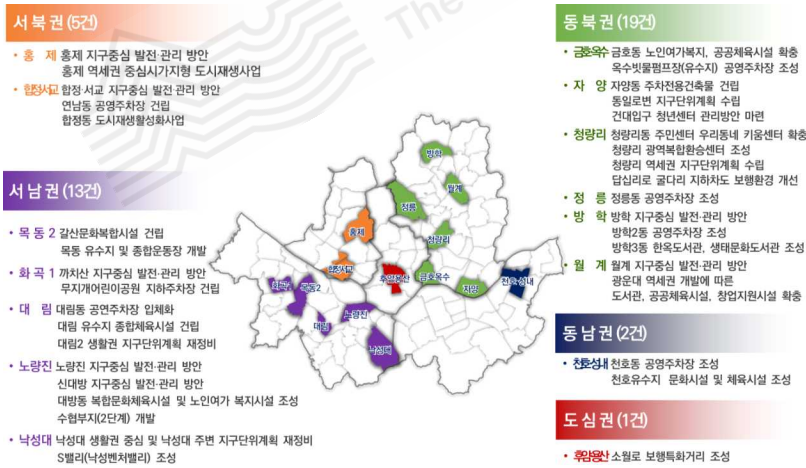 서북권(5건)
• 홍 제 홍제 지구중심 발전·관리 방안
홍제 역세권 중심시가지형 도시재생사업
• 합정서교 합정·서교 지구중심 발전·관리 방안
연남동 공영주차장 건립
합정동 도시재생활성화사업
서남권(13건)
• 목동2 갈산문화복합시설 건립
목동 유수지 및 종합운동장 개발
• 화곡1 까치산 지구중심 발전·관리 방안
무지개어린이공원 지하주차장 건립
• 대 림 대림동 공연주차장 입체화
대림 유수지 종합체육시설 건립
대림2 생활권 지구단위계획 재정비
• 노량진 노량진 지구중심 발전·관리 방안
신대방 지구중심 발전·관리 방안
대방동 복합문화체육시설 및 노인여가 복지시설 조성
수협부지(2단계) 개발
• 낙성대 낙성대 생활권 중심 및 낙성대 주변 지구단위계획 재정비
S밸리(낙성벤처밸리) 조성
The
방학
월계
정릉
홍제
청량리
합정서교
후암용산
금호옥수
자양
천호성내
화곡1
목동2
노량진
대림
낙성대
동북권(19건)
• 금호옥수 금호동 노인여가복지, 공공체육시설 확충
옥수빗물펌프장(유수지) 공영주차장 조성
• 자 양 자양동 주차전용건축물 건립
동일로변 지구단위계획 수립
건대입구 청년센터 관리방안 마련
• 청량리 청량리동 주민센터 우리동네 키움센터 확충
청량리 광역복합환승센터 조성
청량리 역세권 지구단위계획 수립
답십리로 굴다리 지하차도 보행환경 개선
• 정 릉 정릉동 공영주차장 조성
• 방 학 방학 지구중심 발전·관리 방안
방학2동 공영주차장 조성
방학3동 한옥도서관, 생태문화도서관 조성
• 월 계 월계 지구중심 발전·관리 방안
광운대 역세권 개발에 따른
도서관, 공공체육시설, 창업지원시설 확충
동남권(2건)
• 천호성내 천호동 공영주차장 조성
천호유수지 문화시설 및 체육시설 조성
도심권(1건)
• 후암용산 소월로 보행특화거리 조성